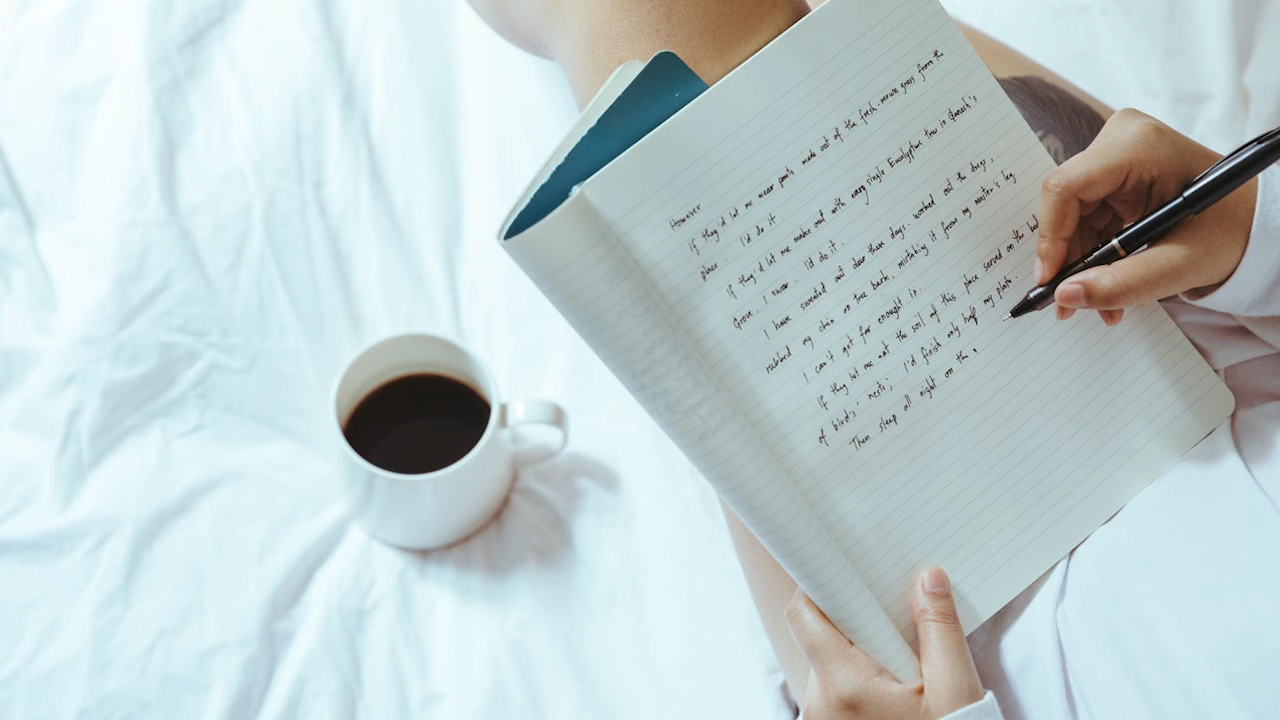 However
If they'd let me wear pants made out of the fresh-mown grass from the
place. I'd do it.
If they'd let me make out with every single Eucalyptus tree in
Grove, I swear. I'd do it.
I have sweated out dear these days, worked out the dregs,
rubbed my chin on tree bark, mistaking it from my master's leg
I can't get far enough in.
If they let me eat the soil of this place served on the bed
of birds' nests, I'd finish only half my plate.
Then sleep all night on the